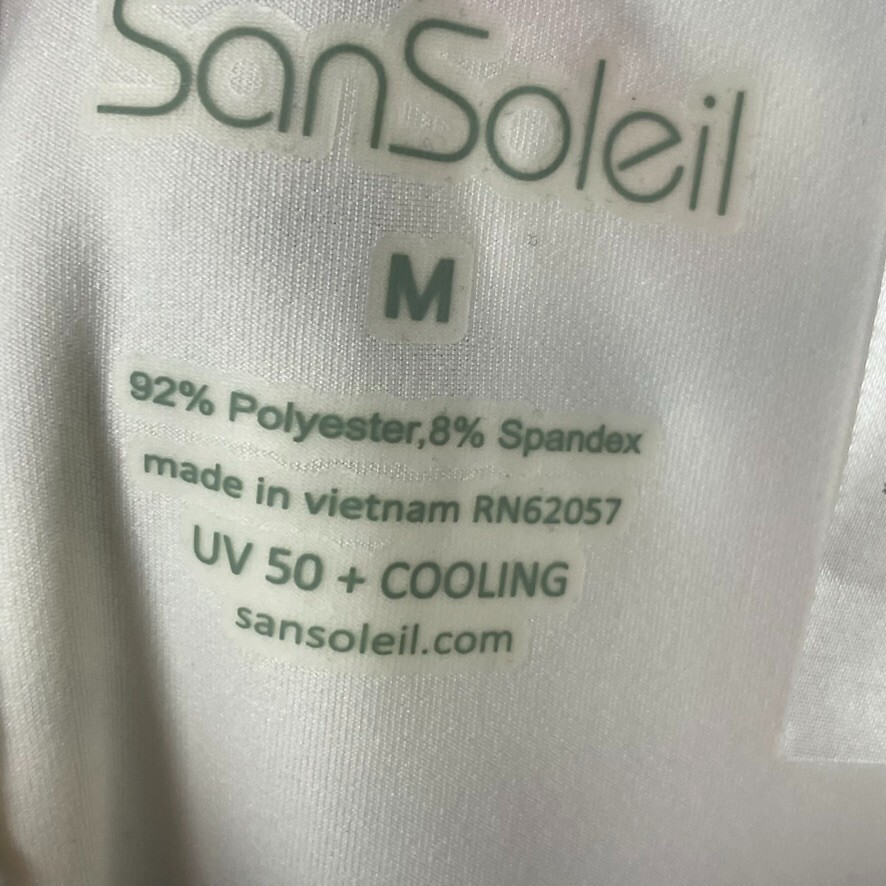 SanSoleil
M
92% Polyester,8% Spandex
made in vietnam RN62057
UV 50 + COOLING
sansoleil.com